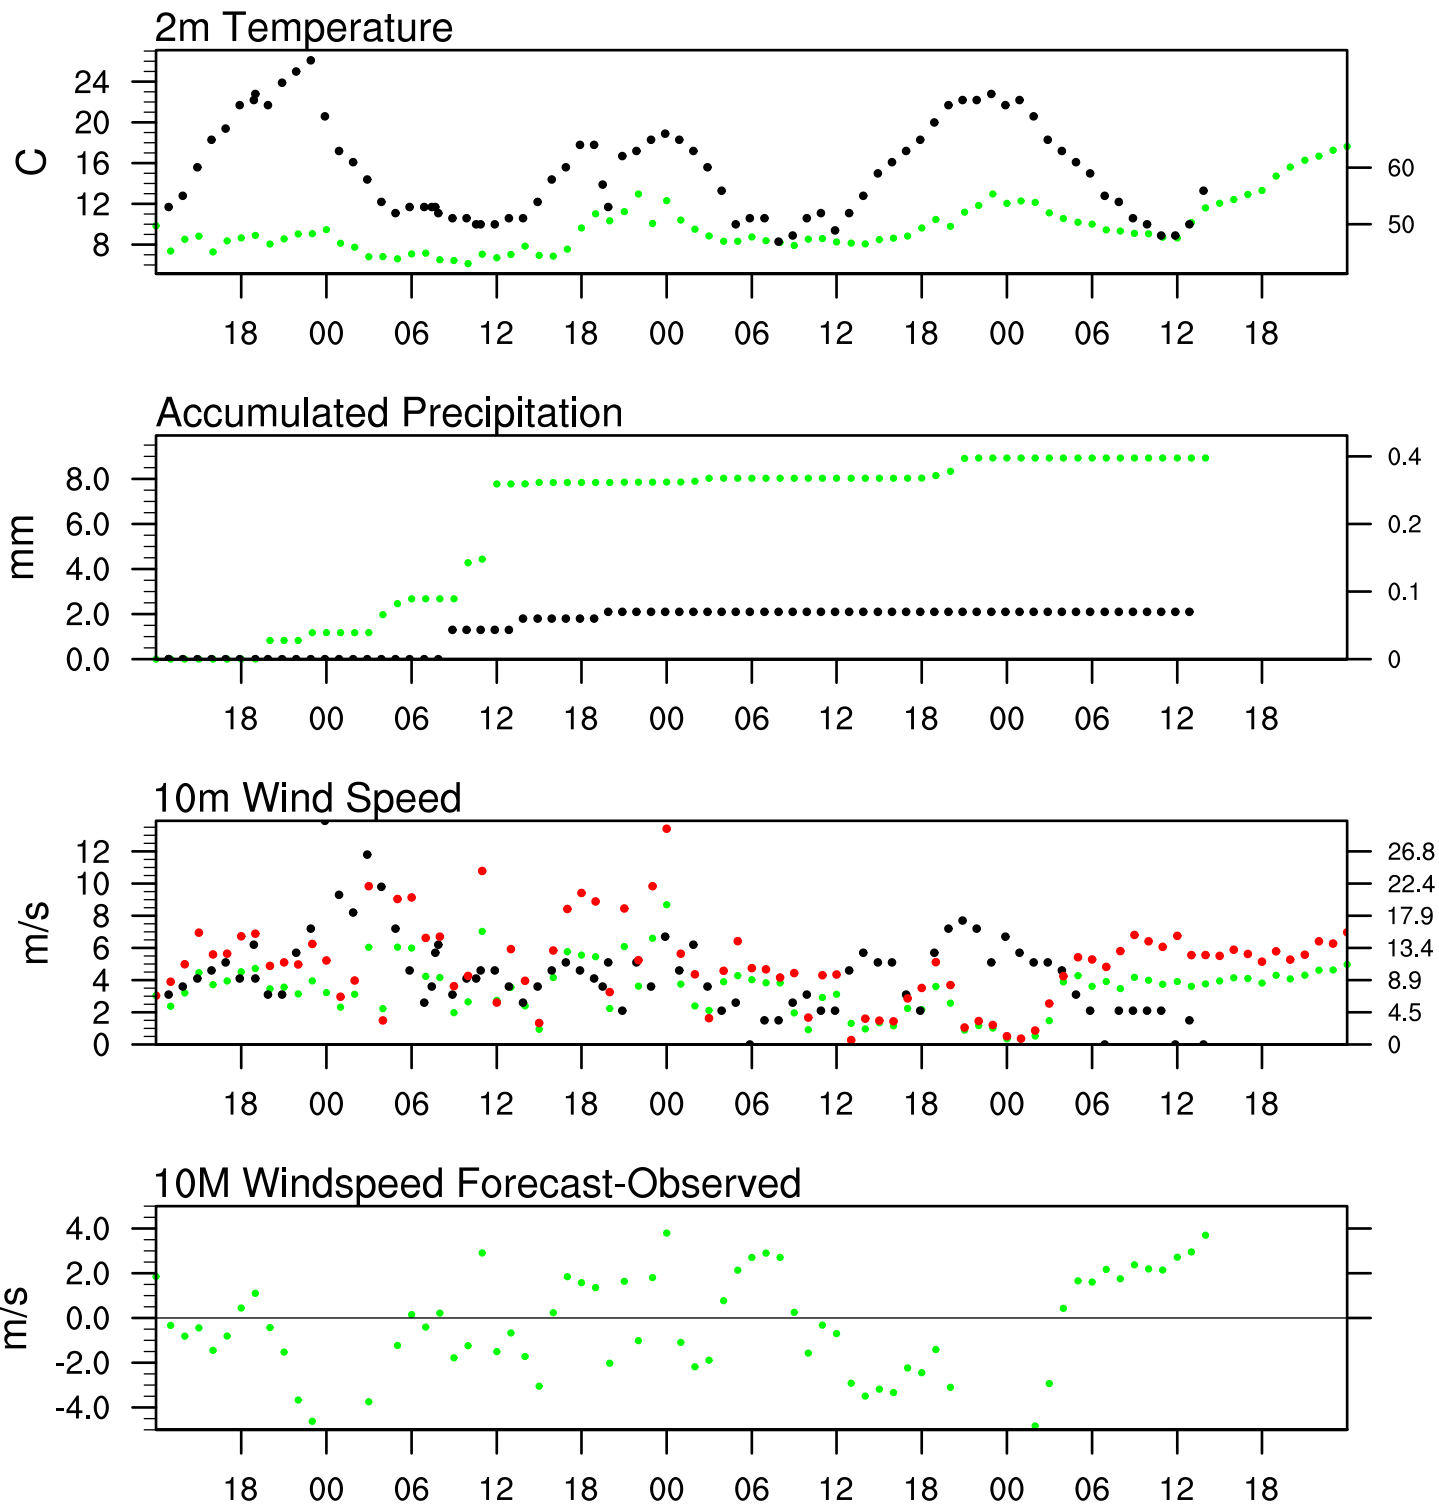 2m Temperature
24
20
16
12
8
C
60
50
18 00 06 12 18 00 06 12 18 00 06 12 18
Accumulated Precipitation
8.0
6.0
4.0
2.0
0.0
mm
0.4
0.2
0.1
0
18 00 06 12 18 00 06 12 18 00 06 12 18
10m Wind Speed
12
10
8
6
4
2
0
m/s
26.8
22.4
17.9
13.4
8.9
4.5
0
18 00 06 12 18 00 06 12 18 00 06 12 18
10M Windspeed Forecast-Observed
4.0
2.0
0.0
-2.0
-4.0
m/s
18 00 06 12 18 00 06 12 18 00 06 12 18